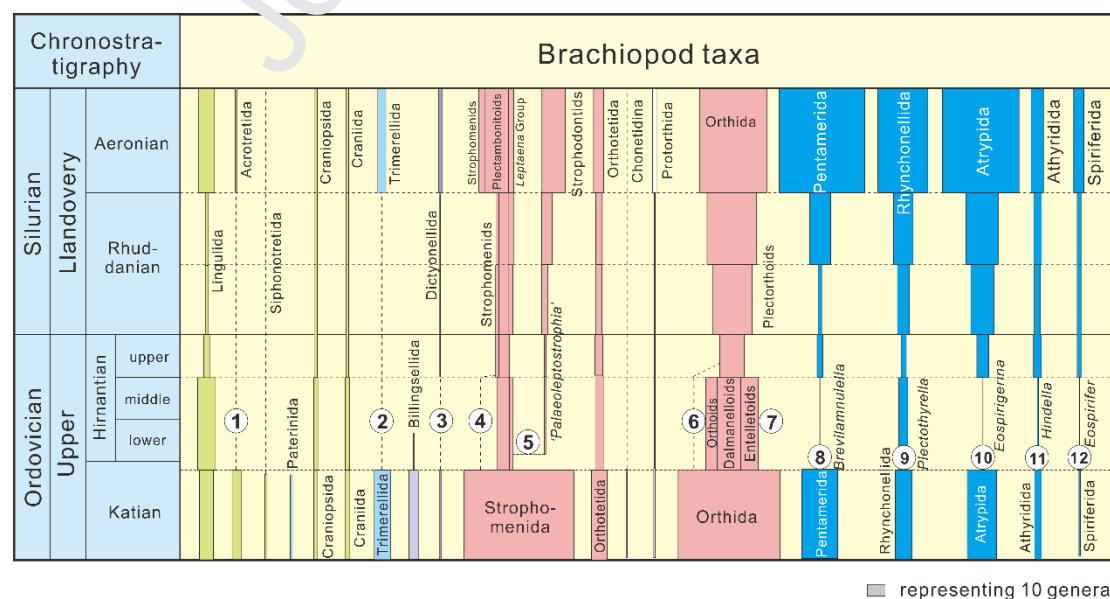 Chronostra-
tigraphy
Brachiopod taxa
Silurian
Llandovery
Aeronian
Rhud-
danian
Ordovician
Upper
Hirnantian
upper
middle
lower
Katian
Lingulida
Acrotretida
Siphonotretida
Paterinida
Craniopsida
Craniopsida
Craniida
Craniida
Trimerellida
Trimerellida
Billingsellida
Dictyonellida
Strophomenids
Plectambonitoids
Leptaena Group
Strophomenids
'Palaeoleptostrophia'
Stropho-
menida
Strophodontids
Orthotetida
Orthotetida
Chonetidina
Protorthida
Orthida
Plectorthoids
Orthoids
Dalmanelloids
Entelletoids
Orthida
Pentamerida
Brevilamnulella
Pentamerida
Rhynchonellida
Plectothyrella
Rhynchonellida
Atrypida
Eospirigerina
Atrypida
Athyridida
Hindella
Athyridida
Spiriferida
Eospirifer
Spiriferida
1
2
3
4
5
6
7
8
9
10
11
12
representing 10 genera